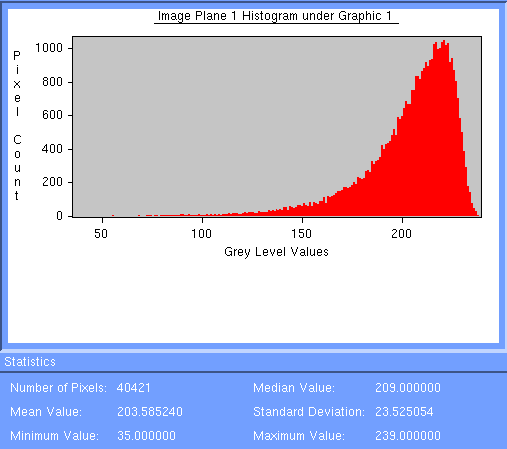 Image Plane 1 Histogram under Graphic 1
Pixel Count
1000
800
600
400
200
0
50 100 150 200
Grey Level Values
Statistics
Number of Pixels: 40421 Median Value: 209.000000
Mean Value: 203.585240 Standard Deviation: 23.525054
Minimum Value: 35.000000 Maximum Value: 239.000000